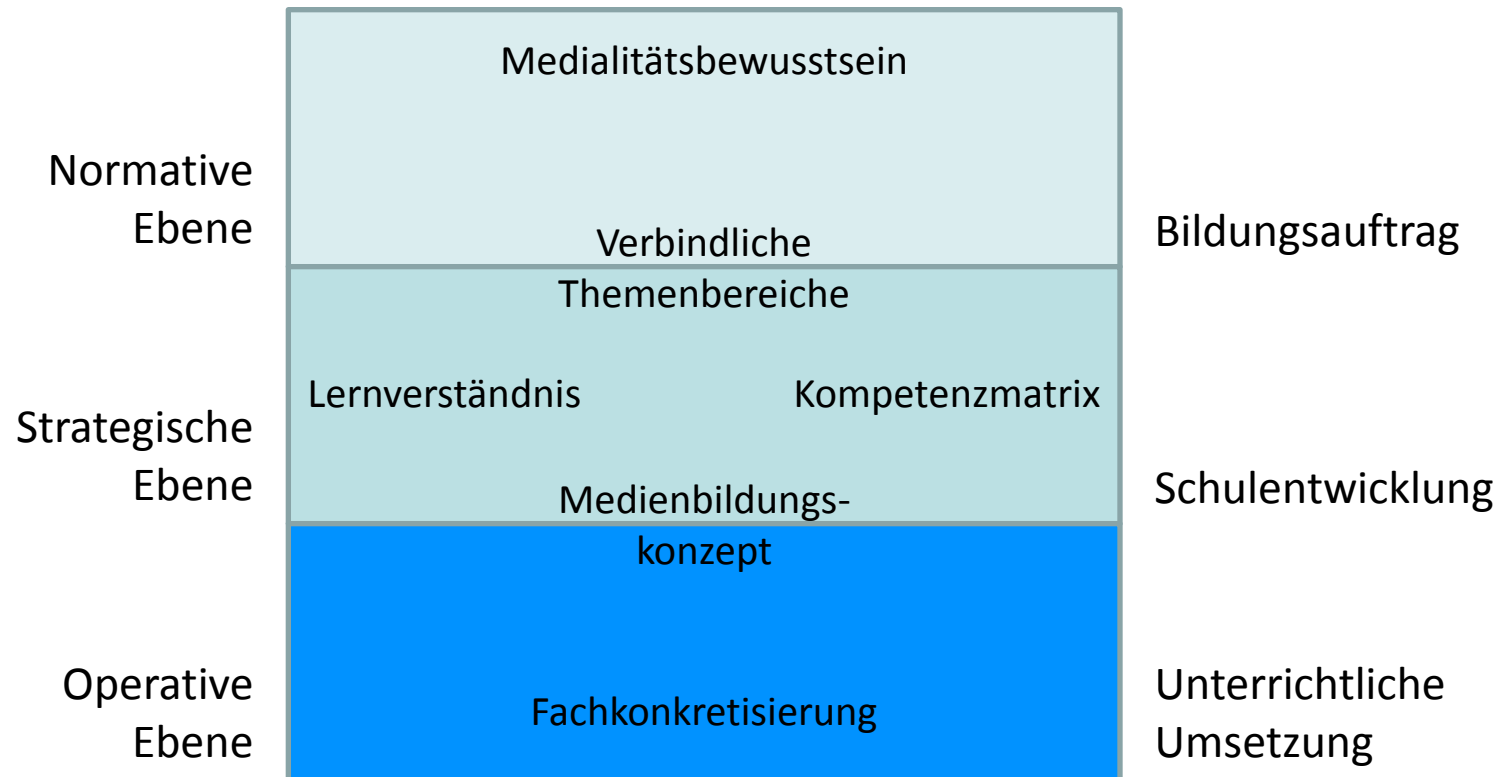 Medialitätsbewusstsein
Normative
Ebene
Verbindliche
Themenbereiche
Bildungsauftrag
Lernverständnis
Kompetenzmatrix
Strategische
Ebene
Medienbildungs-
konzept
Schulentwicklung
Operative
Ebene
Fachkonkretisierung
Unterrichtliche
Umsetzung